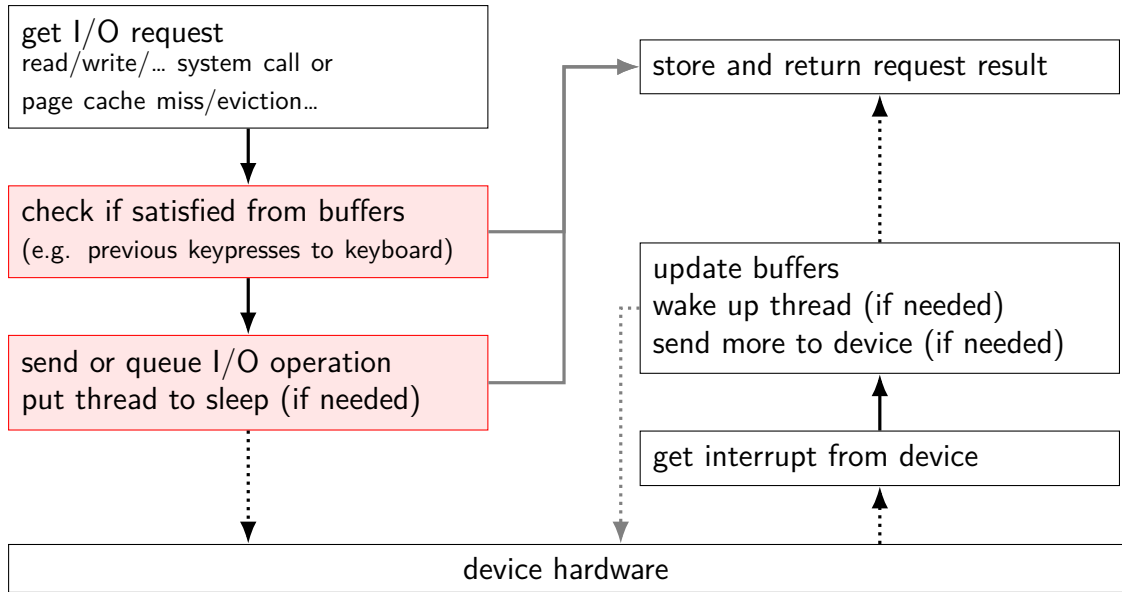 get I/O request
read/write/… system call or
page cache miss/eviction…
check if satisfied from buffers
(e.g. previous keypresses to keyboard)
send or queue I/O operation
put thread to sleep (if needed)
store and return request result
update buffers
wake up thread (if needed)
send more to device (if needed)
get interrupt from device
device hardware